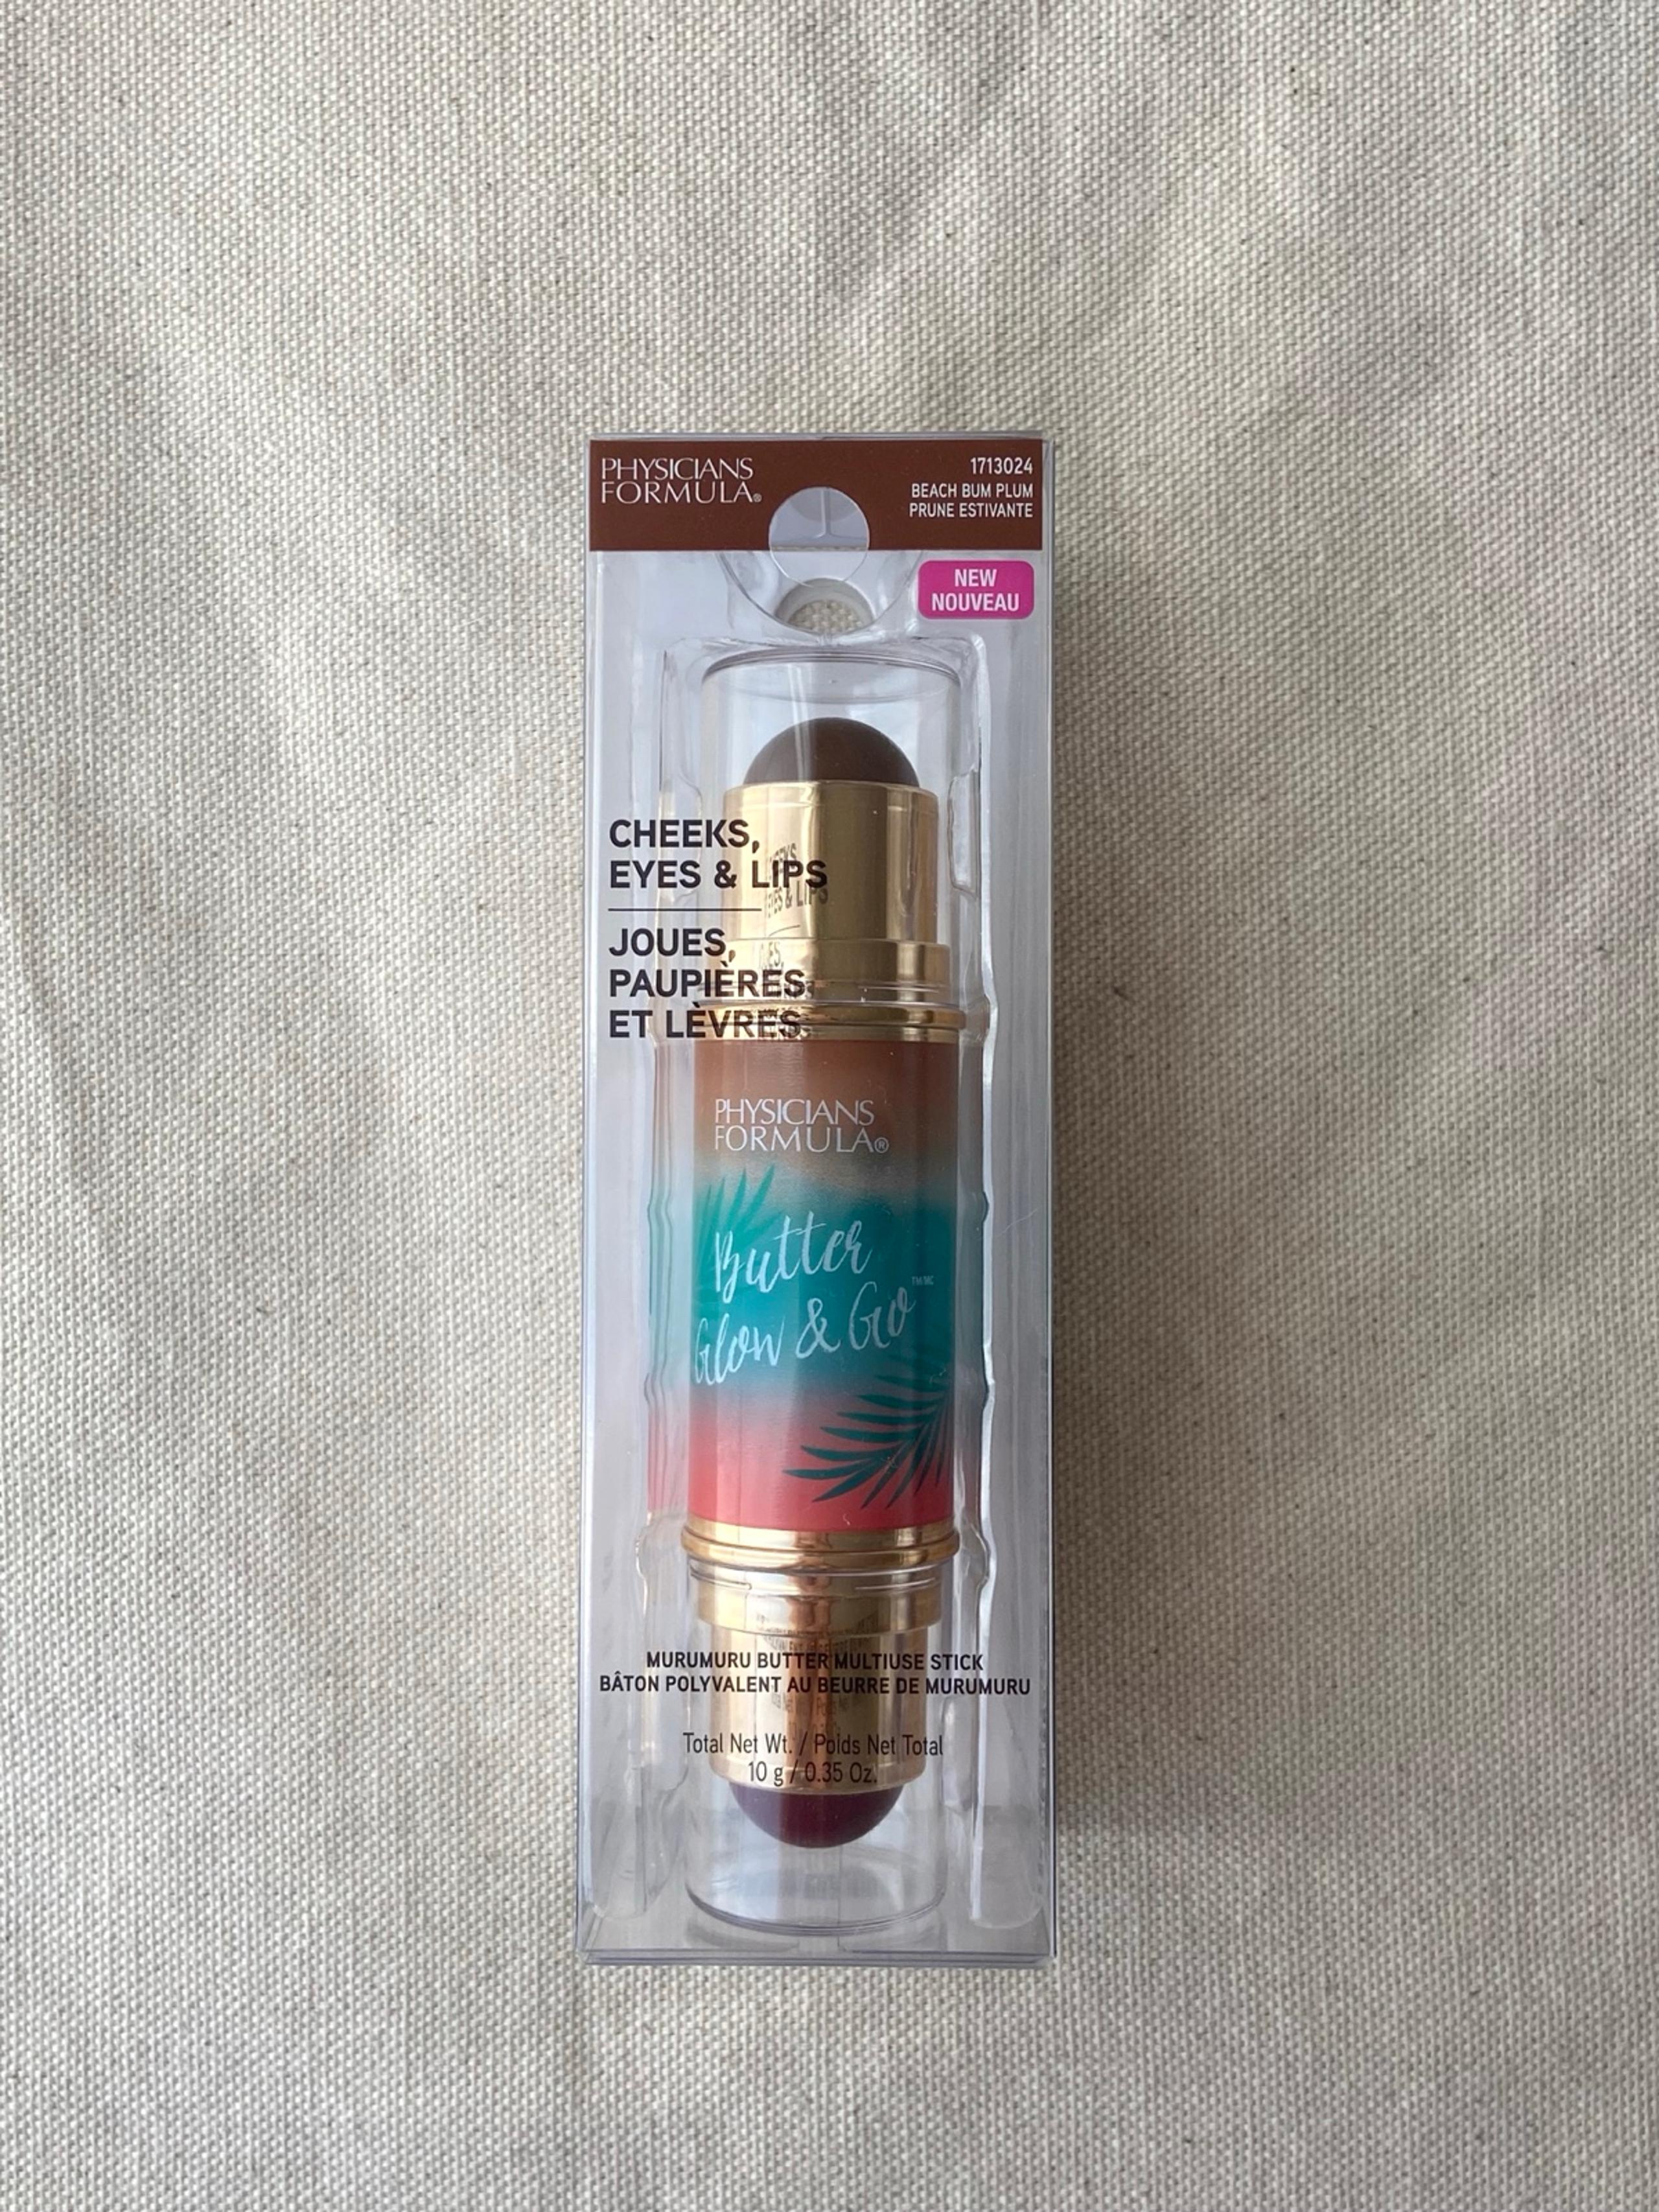 PHYSICIANS
FORMULA®
1713024
BEACH BUM PLUM
PRUNE ESTIVANTE
NEW
NOUVEAU
CHEEKS,
EYES & LIPS
JOUES,
PAUPIÈRES
ET LÈVRES
PHYSICIANS
FORMULA®
Butter
Glow & Go™/MC
MURUMURU BUTTER MULTIUSE STICK
BÂTON POLYVALENT AU BEURRE DE MURUMURU
Total Net Wt. / Poids Net Total
10 g / 0.35 Oz.